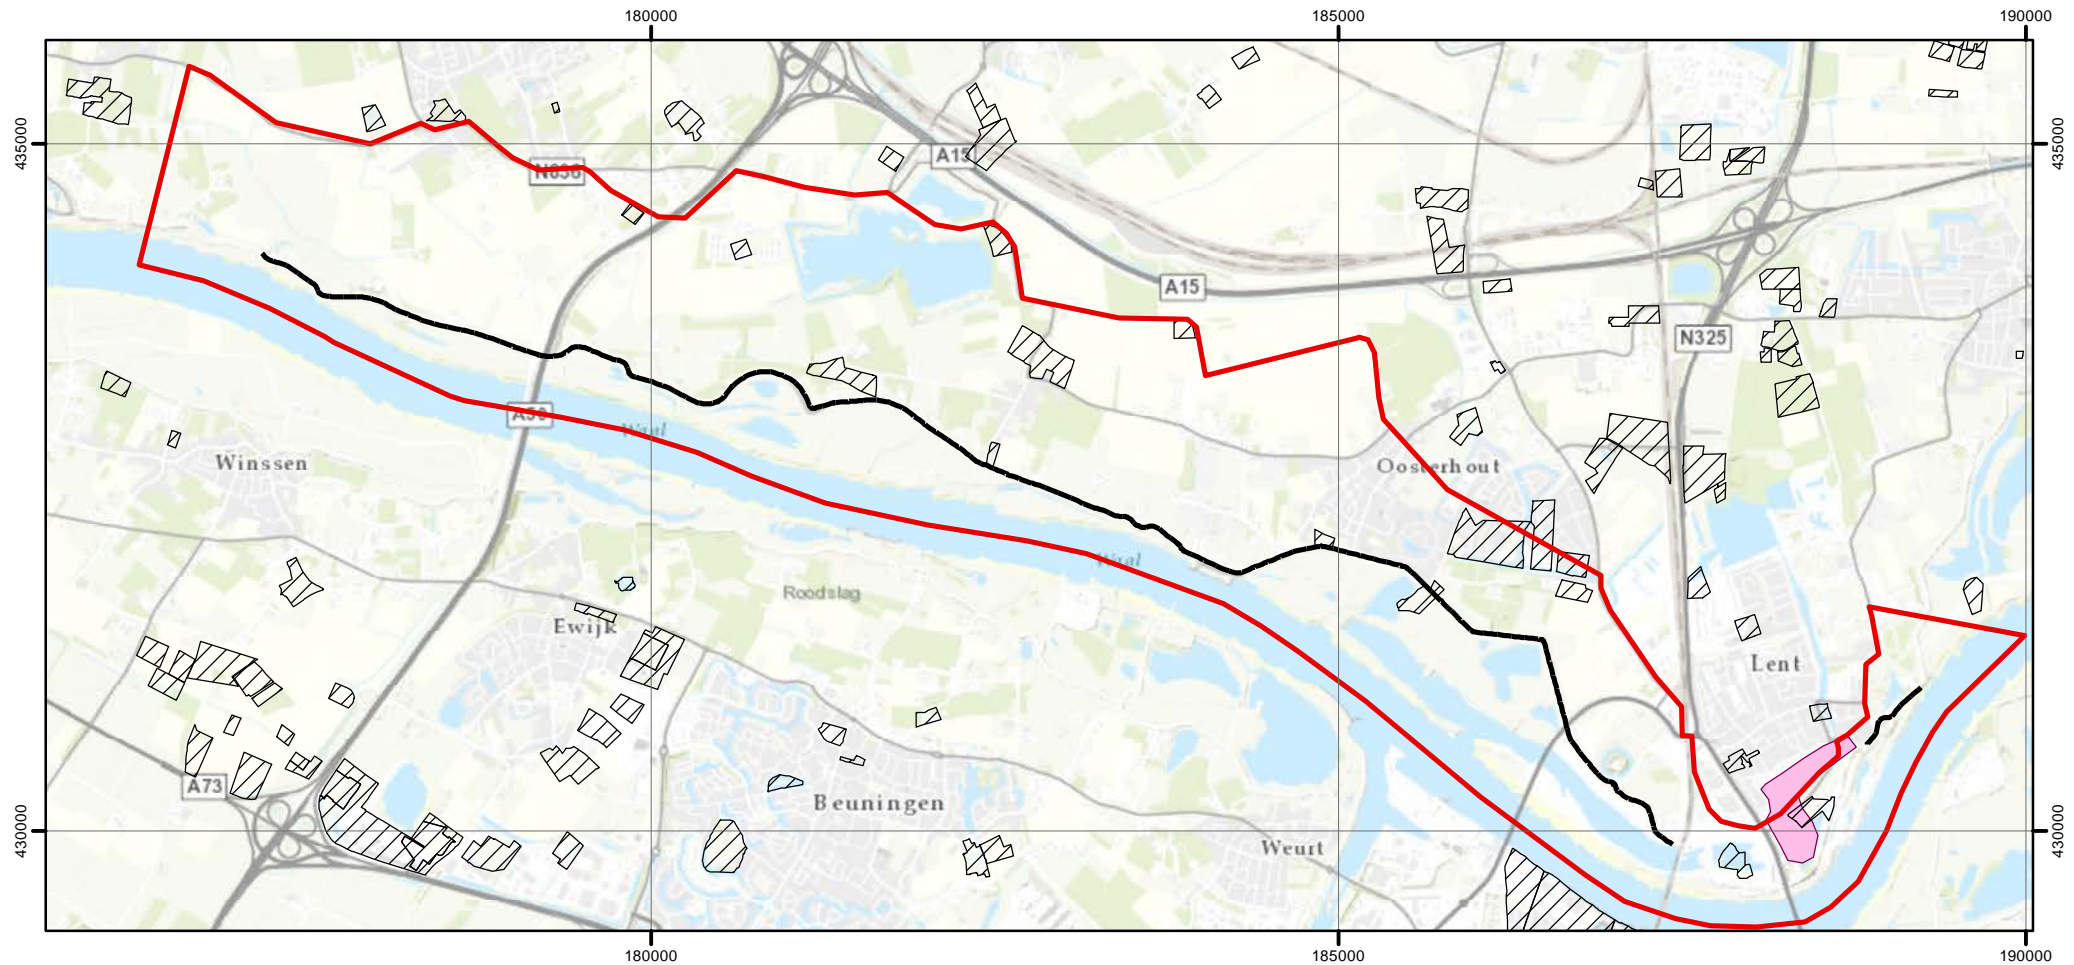 180000
185000
190000
435000
435000
N836
A15
A15
N325
A50
Waal
Winssen
Oosterhout
Waal
Roodslag
Ewijk
Lent
A73
Beuningen
430000
430000
Weurt
180000
185000
190000